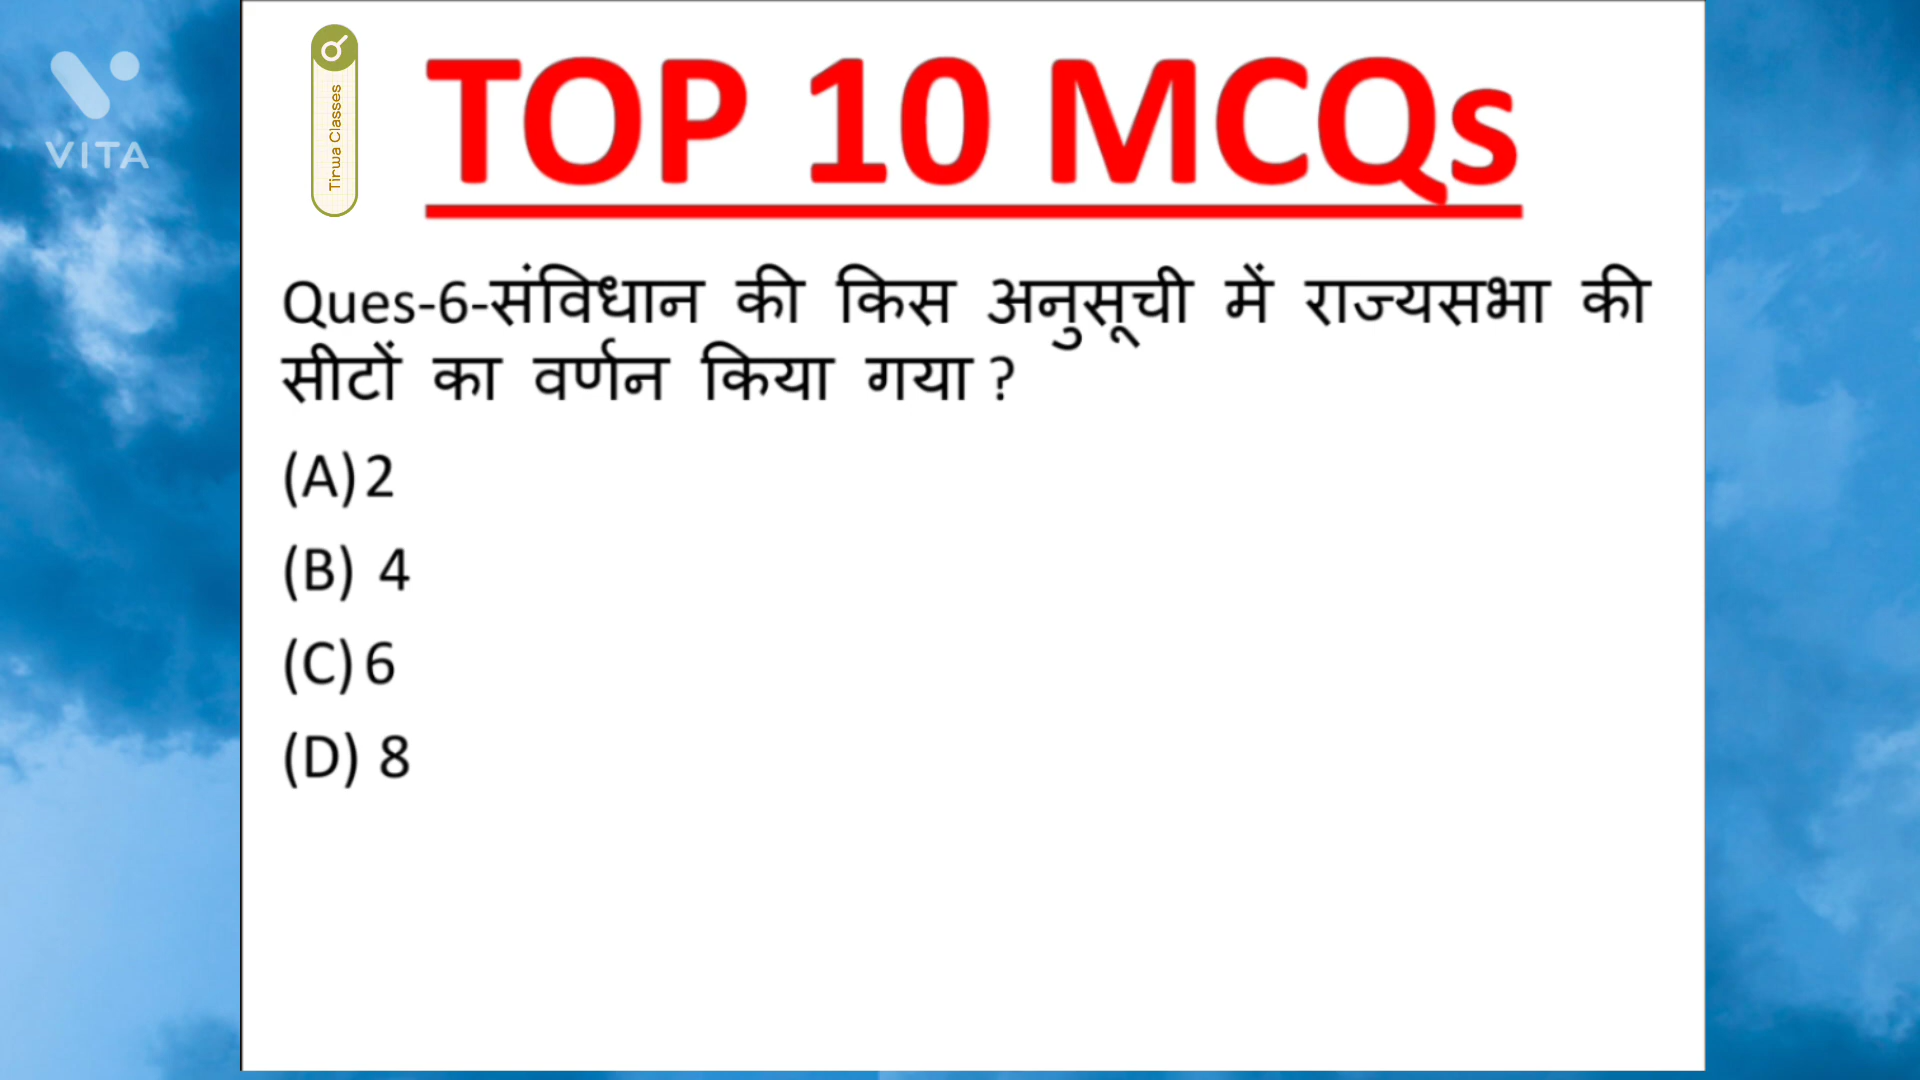 VITA
Tirwa Classes
TOP 10 MCQs
Ques-6-संविधान की किस अनुसूची में राज्यसभा की
सीटों का वर्णन किया गया ?
(A) 2
(B) 4
(C) 6
(D) 8